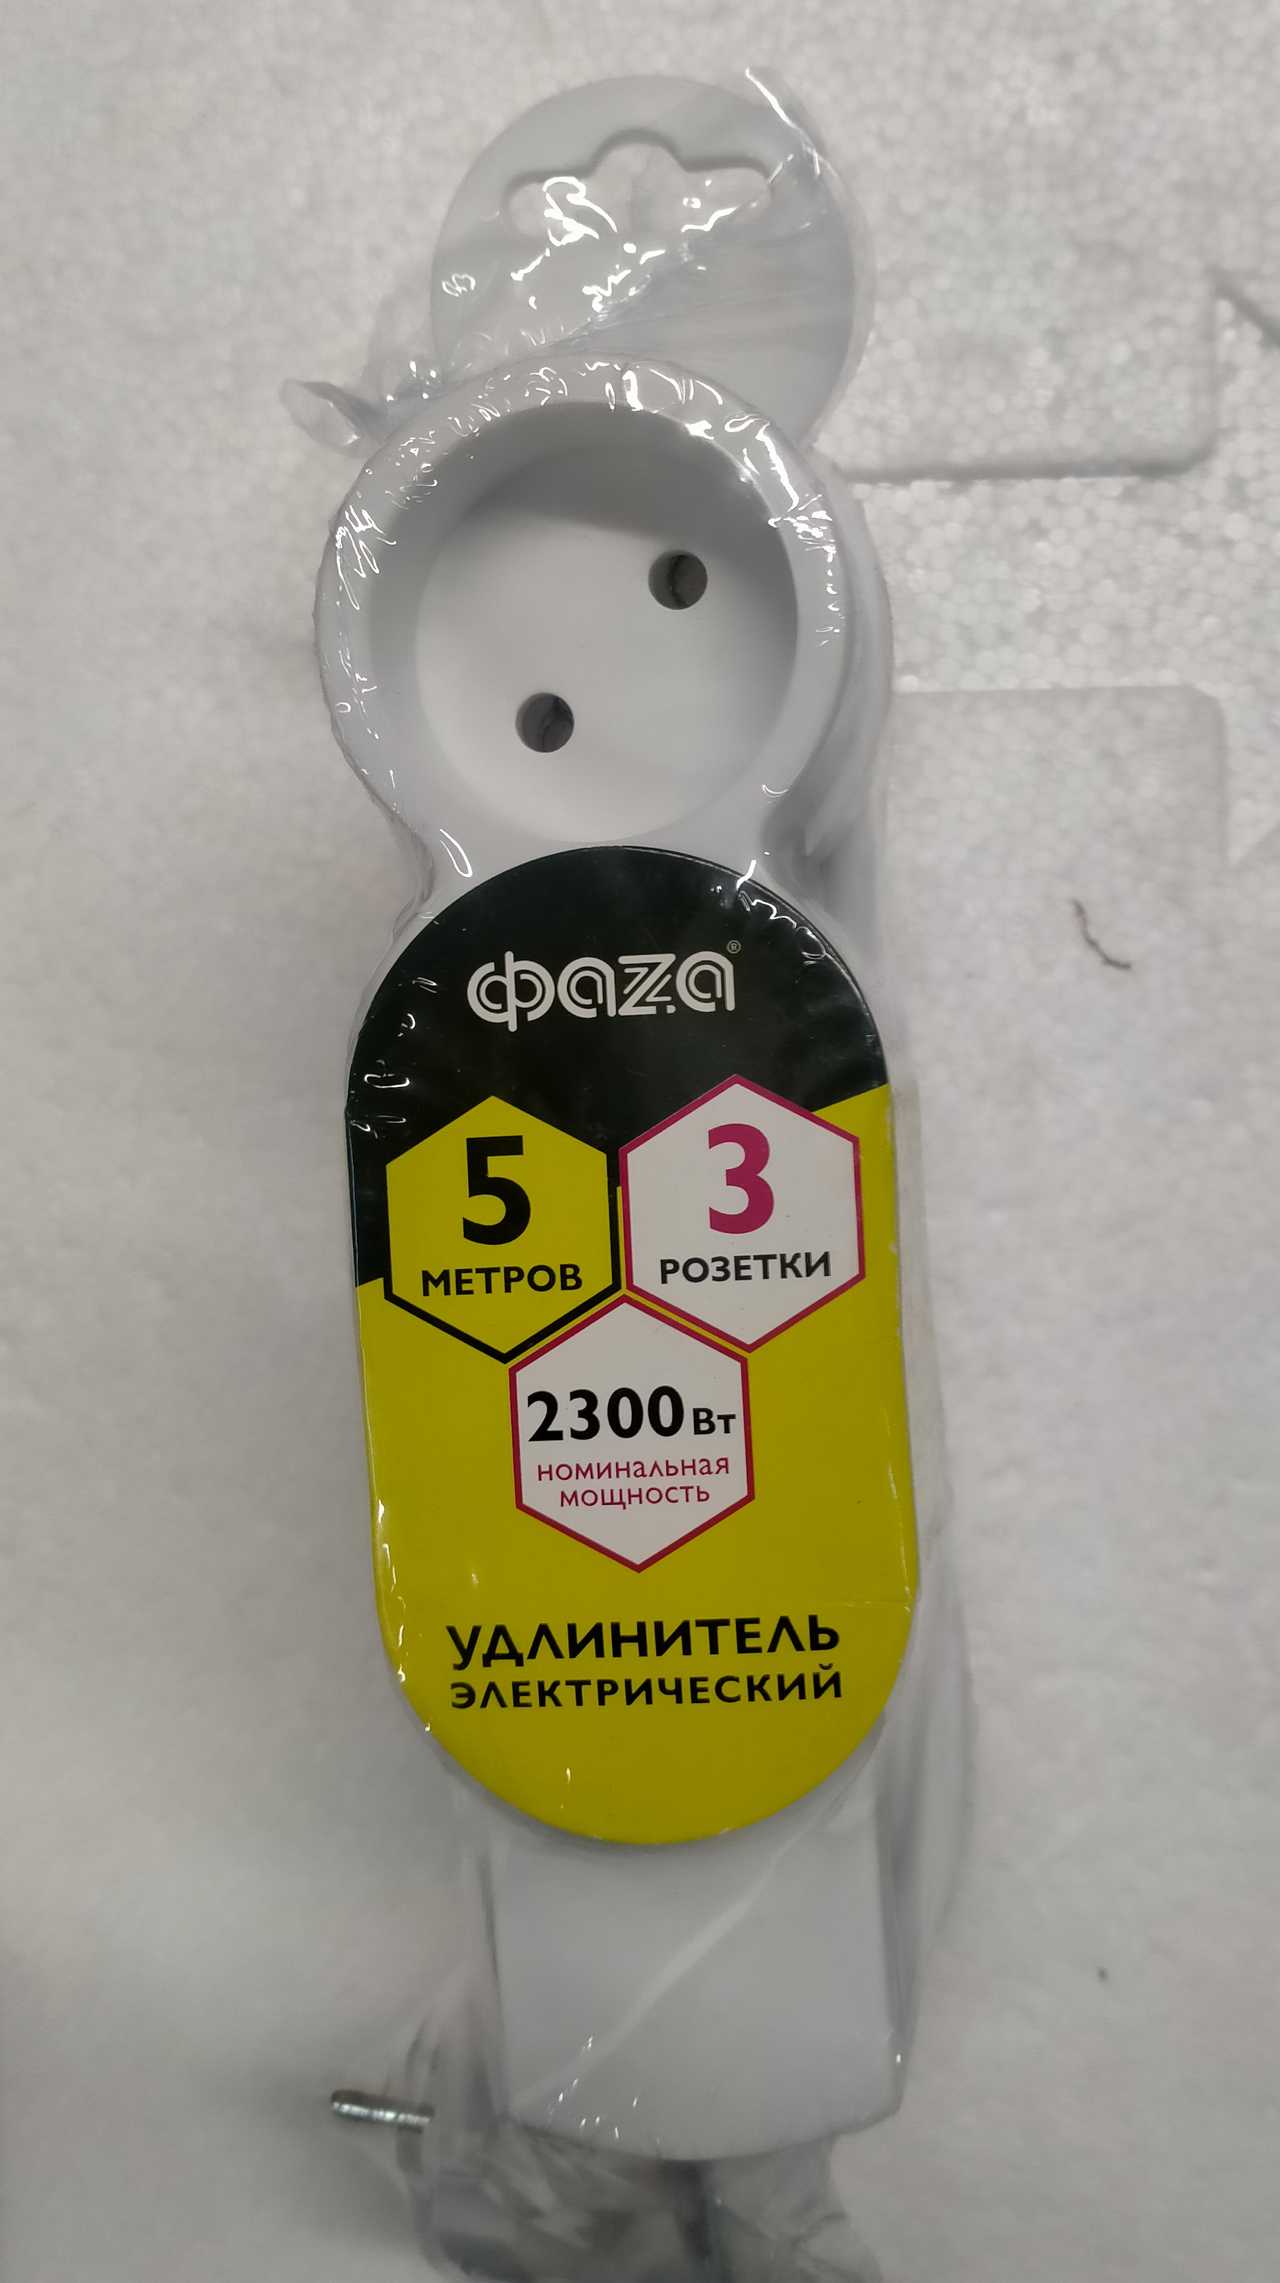 фаzа®
5
МЕТРОВ
3
РОЗЕТКИ
2300 Вт
номинальная
мощность
УДЛИНИТЕЛЬ
ЭЛЕКТРИЧЕСКИЙ